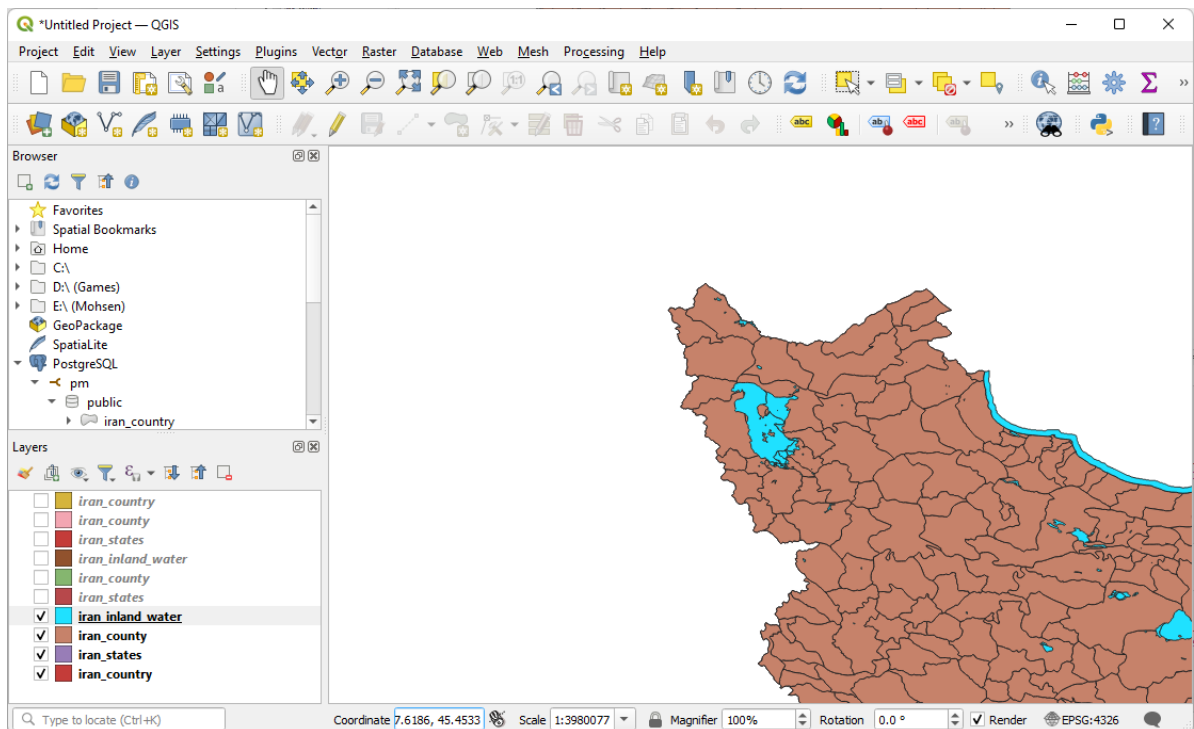 *Untitled Project — QGIS
Project Edit View Layer Settings Plugins Vector Raster Database Web Mesh Processing Help
Browser
Favorites
Spatial Bookmarks
Home
C:\
D:\ (Games)
E:\ (Mohsen)
GeoPackage
SpatiaLite
PostgreSQL
pm
public
iran_country
Layers
iran_country
iran_county
iran_states
iran_inland_water
iran_county
iran_states
iran_inland_water
iran_county
iran_states
iran_country
Type to locate (Ctrl+K) Coordinate 7.6186, 45.4533 Scale 1:3980077 Magnifier 100% Rotation 0.0 ° Render EPSG:4326